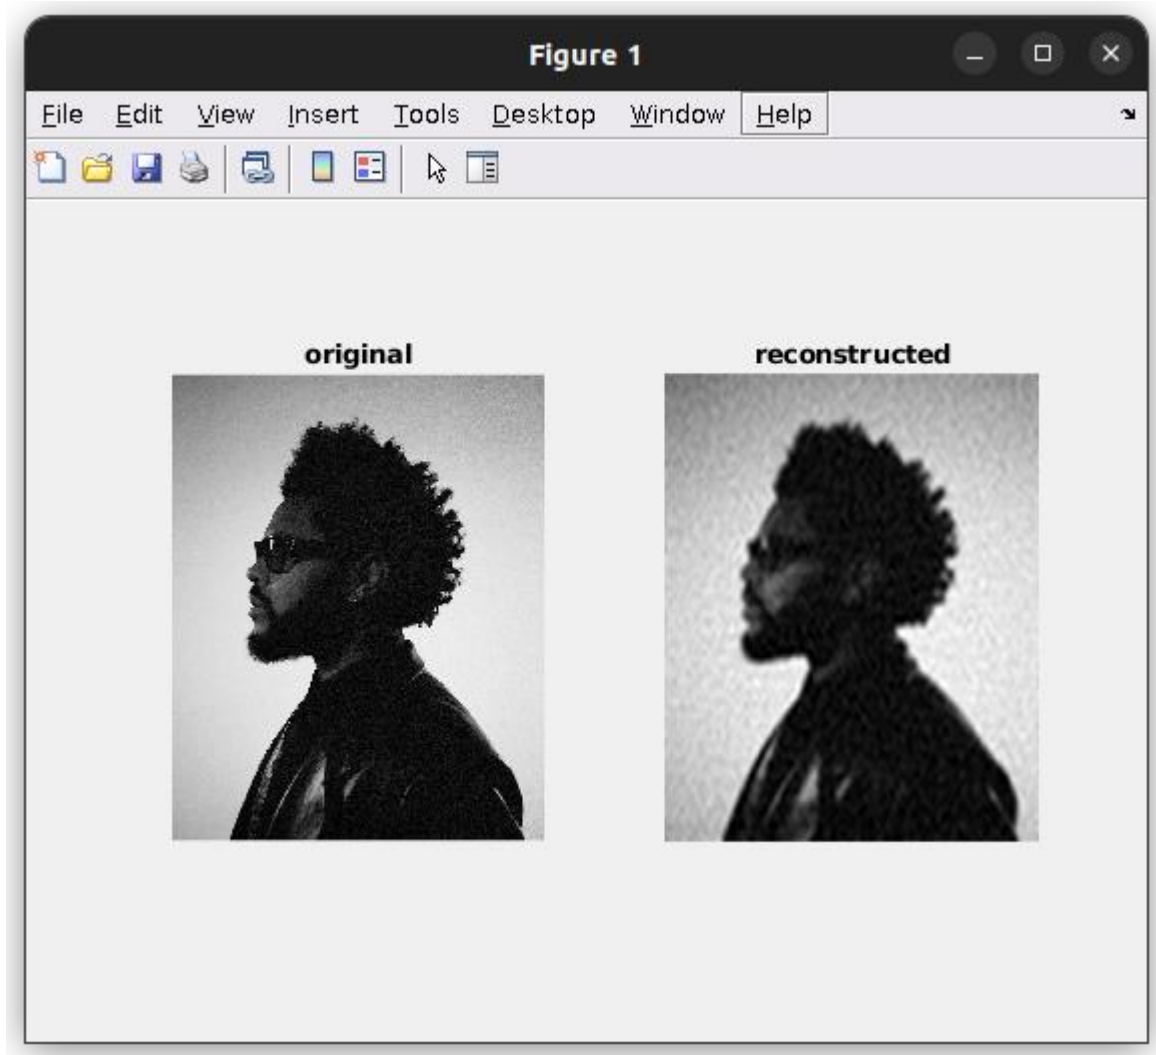 Figure 1
File Edit View Insert Tools Desktop Window Help
original
reconstructed